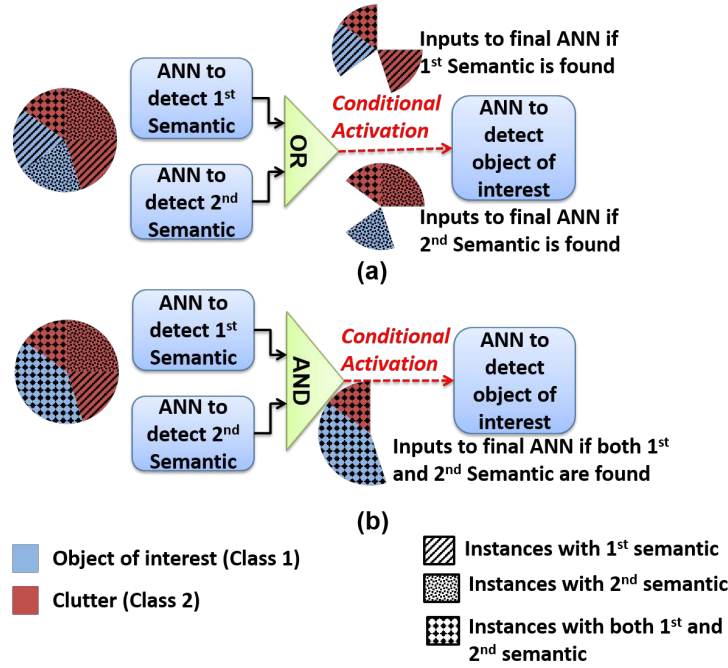 ANN to
detect 1st
Semantic
ANN to
detect 2nd
Semantic
OR
Conditional
Activation
Inputs to final ANN if
1st Semantic is found
ANN to
detect
object of
interest
Inputs to final ANN if
2nd Semantic is found
(a)
ANN to
detect 1st
Semantic
ANN to
detect 2nd
Semantic
AND
Conditional
Activation
ANN to
detect
object of
interest
Inputs to final ANN if both 1st
and 2nd Semantic are found
(b)
Object of interest (Class 1)
Clutter (Class 2)
Instances with 1st semantic
Instances with 2nd semantic
Instances with both 1st and
2nd semantic